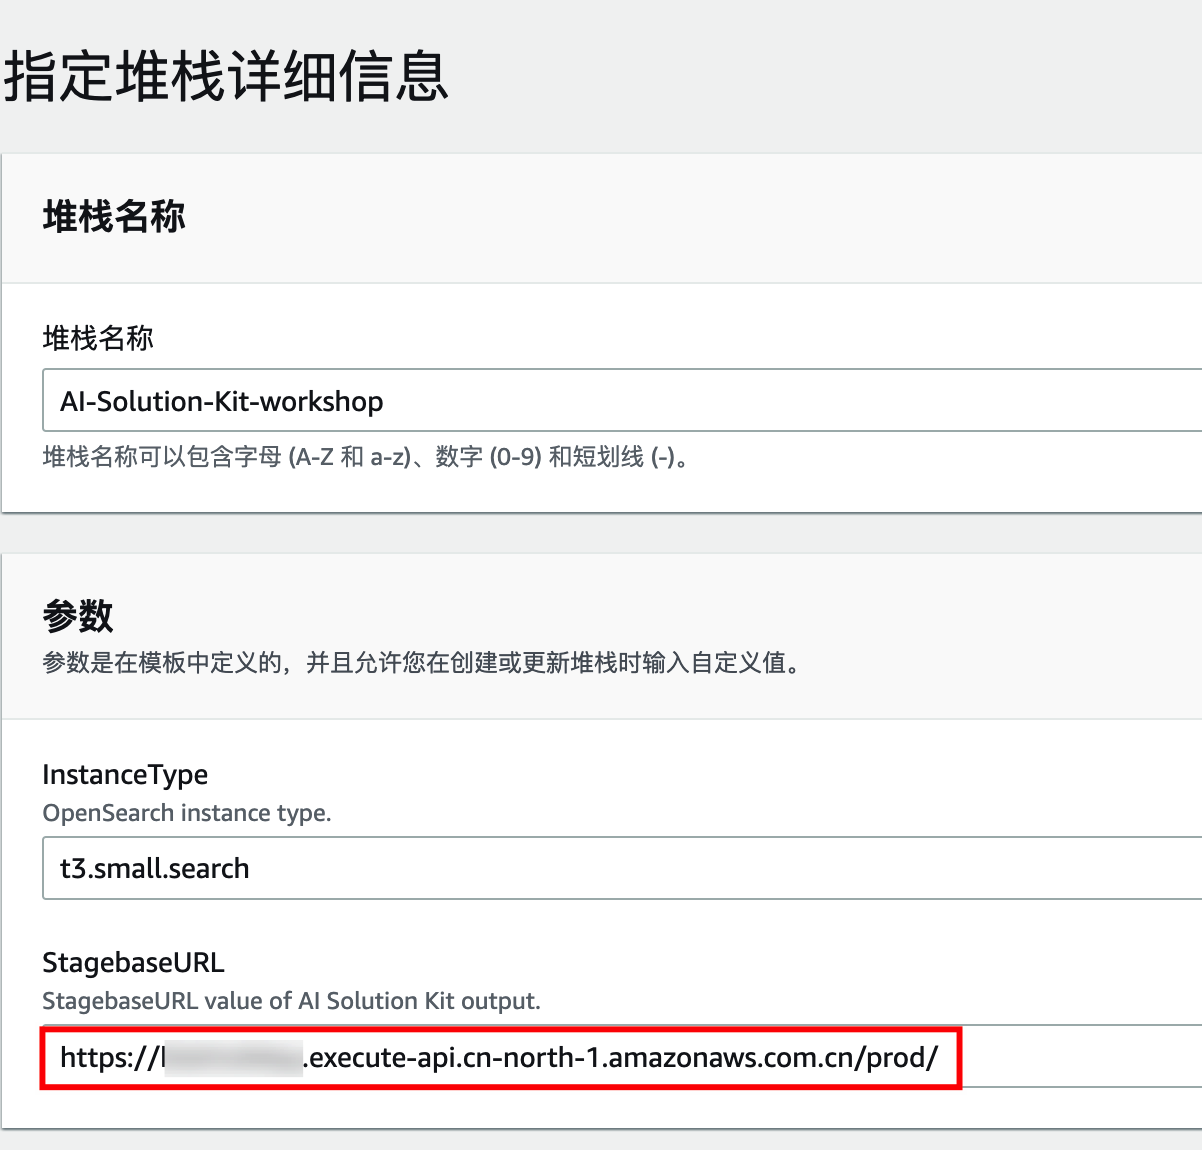 指定堆栈详细信息
堆栈名称
堆栈名称
AI-Solution-Kit-workshop
堆栈名称可以包含字母 (A-Z 和 a-z)、数字 (0-9) 和短划线 (-)。
参数
参数是在模板中定义的，并且允许您在创建或更新堆栈时输入自定义值。
InstanceType
OpenSearch instance type.
t3.small.search
StagebaseURL
StagebaseURL value of AI Solution Kit output.
https:// .execute-api.cn-north-1.amazonaws.com.cn/prod/